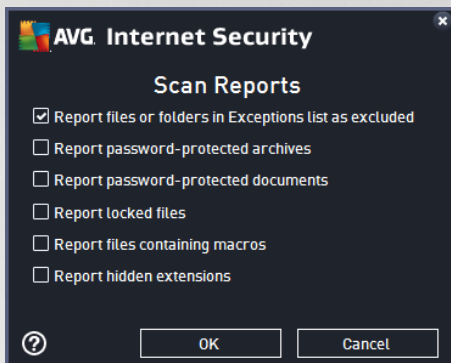 AVG. Internet Security
Scan Reports
Report files or folders in Exceptions list as excluded
Report password-protected archives
Report password-protected documents
Report locked files
Report files containing macros
Report hidden extensions
?
OK
Cancel